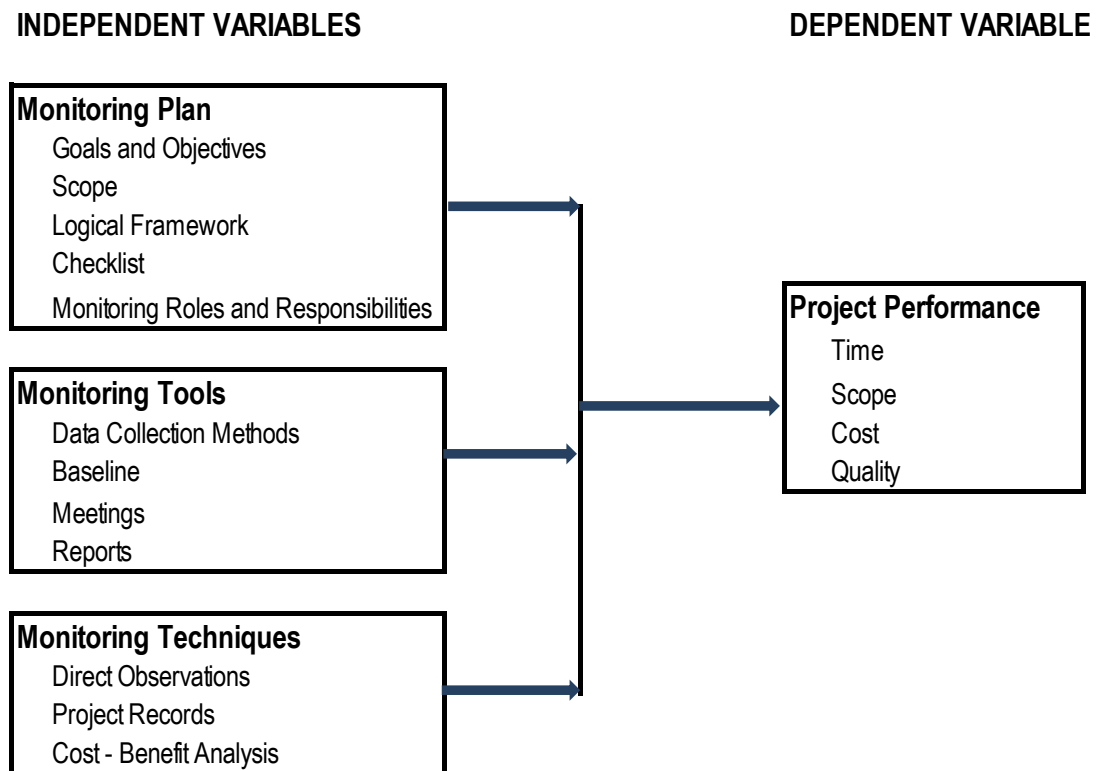 INDEPENDENT VARIABLES
DEPENDENT VARIABLE
Monitoring Plan
Goals and Objectives
Scope
Logical Framework
Checklist
Monitoring Roles and Responsibilities
Monitoring Tools
Data Collection Methods
Baseline
Meetings
Reports
Monitoring Techniques
Direct Observations
Project Records
Cost - Benefit Analysis
Project Performance
Time
Scope
Cost
Quality